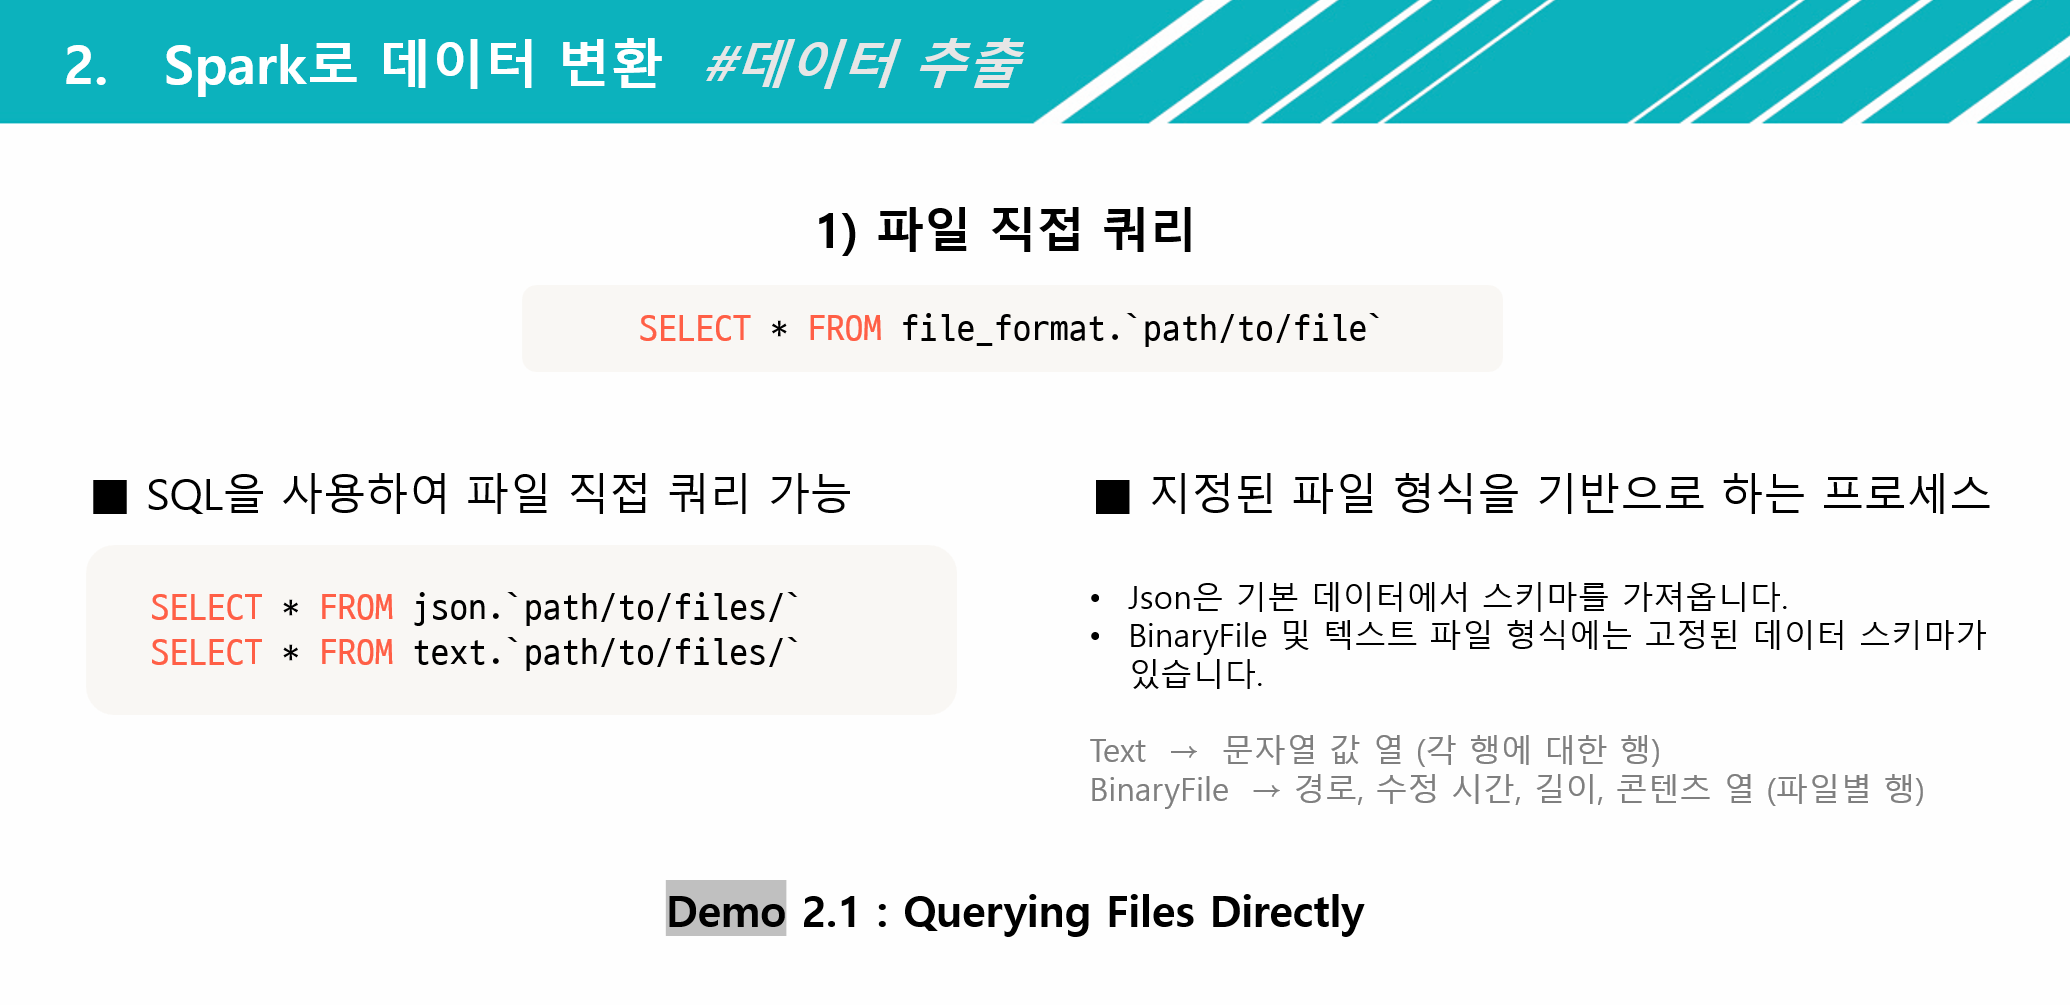 2. Spark로 데이터 변환 #데이터 추출
1) 파일 직접 쿼리
SELECT * FROM file_format.`path/to/file`
■ SQL을 사용하여 파일 직접 쿼리 가능
SELECT * FROM json.`path/to/files/`
SELECT * FROM text.`path/to/files/`
■ 지정된 파일 형식을 기반으로 하는 프로세스
• Json은 기본 데이터에서 스키마를 가져옵니다.
• BinaryFile 및 텍스트 파일 형식에는 고정된 데이터 스키마가
있습니다.
Text → 문자열 값 열 (각 행에 대한 행)
BinaryFile → 경로, 수정 시간, 길이, 콘텐츠 열 (파일별 행)
Demo 2.1 : Querying Files Directly